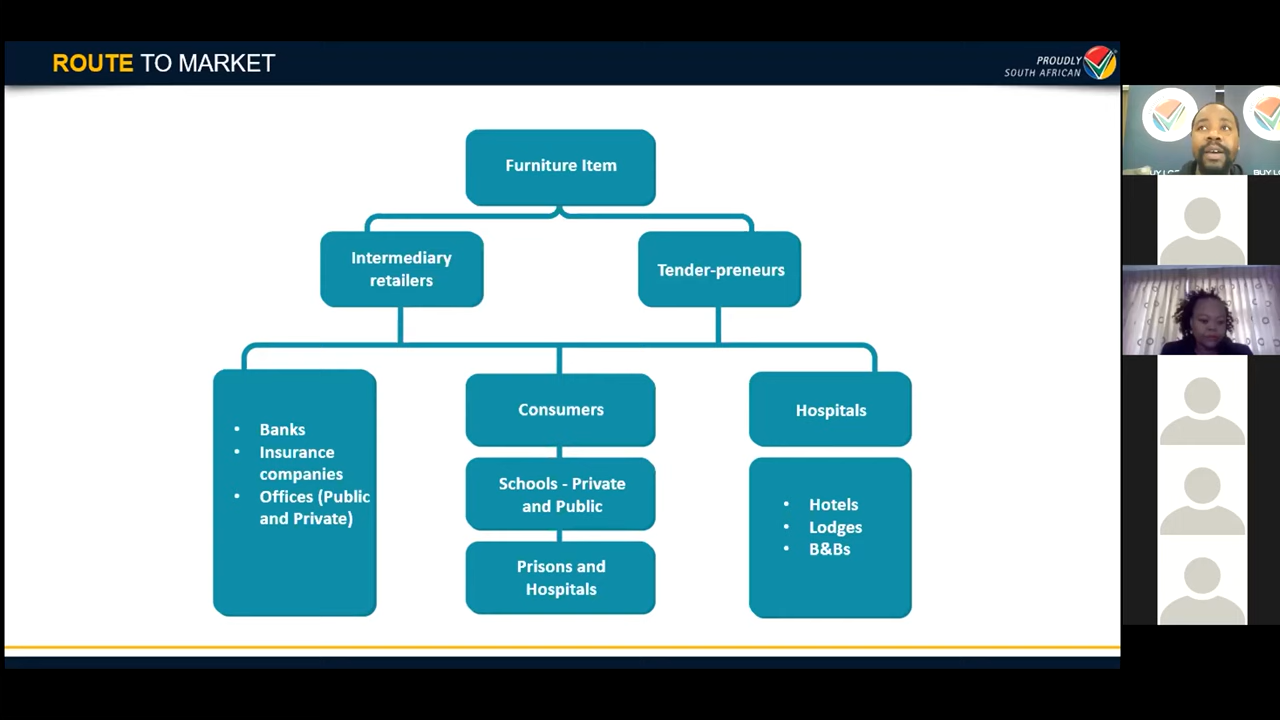 ROUTE TO MARKET
PROUDLY
SOUTH AFRICAN
Furniture Item
Intermediary
retailers
Tender-preneurs
• Banks
• Insurance
companies
• Offices (Public
and Private)
Consumers
Schools - Private
and Public
Prisons and
Hospitals
Hospitals
• Hotels
• Lodges
• B&Bs